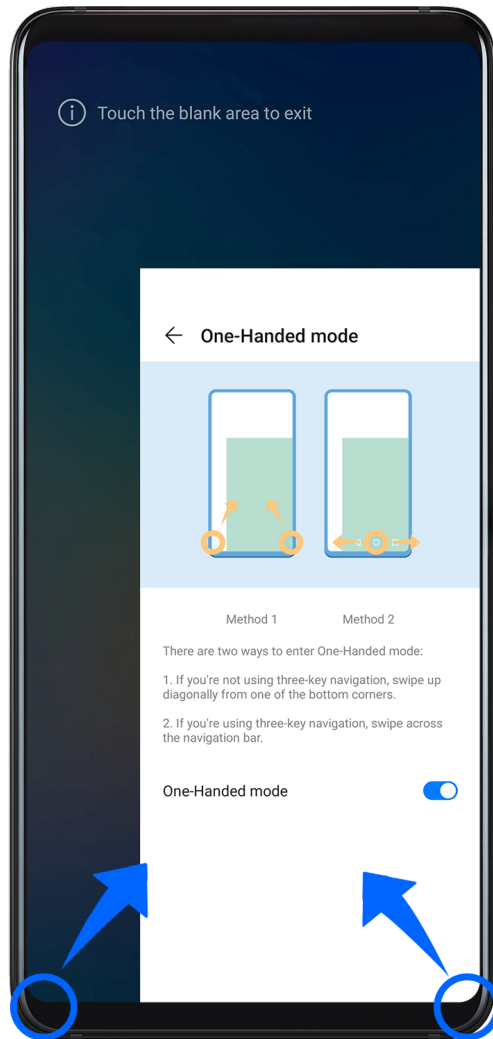 Touch the blank area to exit
One-Handed mode
Method 1
Method 2
There are two ways to enter One-Handed mode:
1. If you're not using three-key navigation, swipe up
diagonally from one of the bottom corners.
2. If you're using three-key navigation, swipe across
the navigation bar.
One-Handed mode